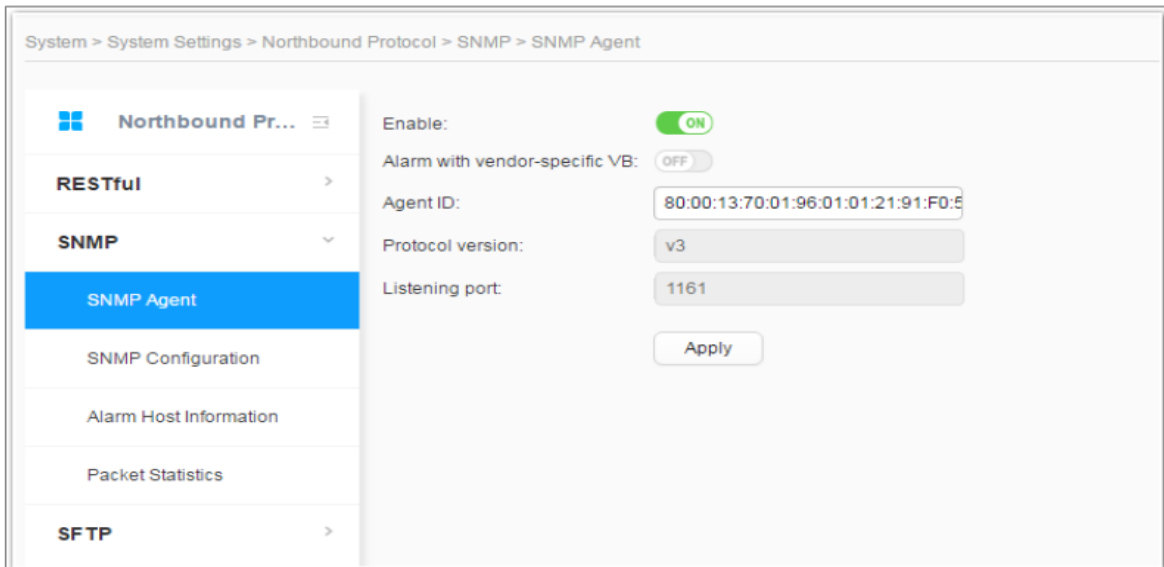 System > System Settings > Northbound Protocol > SNMP > SNMP Agent
Northbound Pr...
RESTful >
SNMP
SNMP Agent
SNMP Configuration
Alarm Host Information
Packet Statistics
SFTP >
Enable: ON
Alarm with vendor-specific VB: OFF
Agent ID: 80:00:13:70:01:96:01:01:21:91:F0:5
Protocol version: v3
Listening port: 1161
Apply